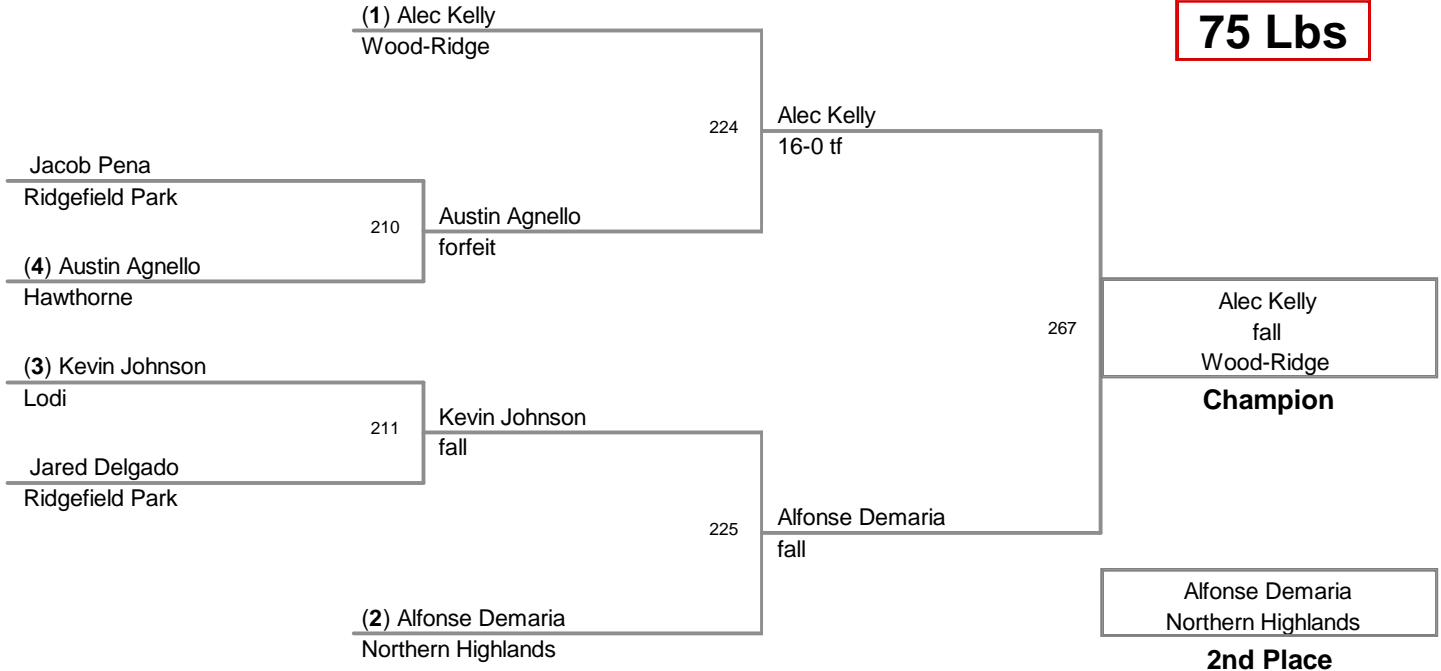 (1) Alec Kelly
Wood-Ridge
75 Lbs
224
Alec Kelly
16-0 tf
Jacob Pena
Ridgefield Park
210
Austin Agnello
forfeit
(4) Austin Agnello
Hawthorne
267
Alec Kelly
fall
Wood-Ridge
Champion
(3) Kevin Johnson
Lodi
211
Kevin Johnson
fall
Jared Delgado
Ridgefield Park
225
Alfonse Demaria
fall
(2) Alfonse Demaria
Northern Highlands
Alfonse Demaria
Northern Highlands
2nd Place